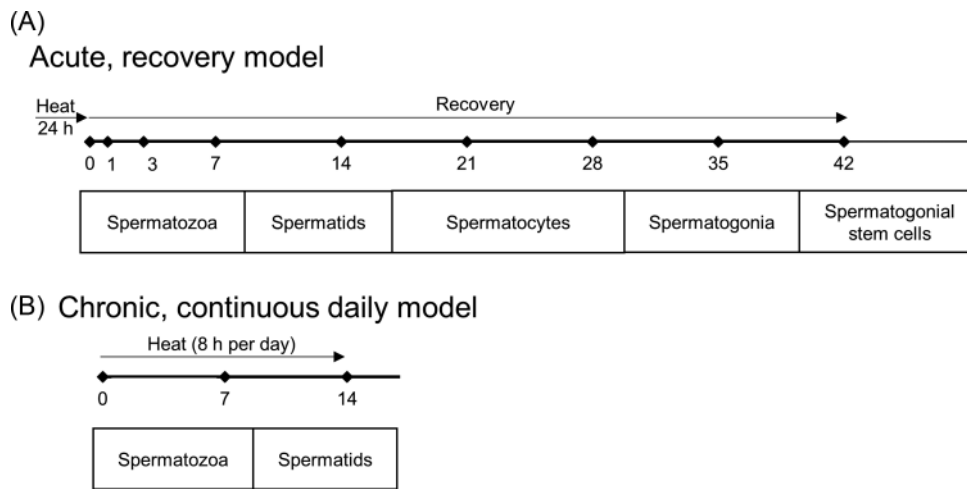 (A)
Acute, recovery model
Heat
24 h
Recovery
0 1 3 7 14 21 28 35 42
Spermatozoa Spermatids Spermatocytes Spermatogonia Spermatogonial
stem cells
(B) Chronic, continuous daily model
Heat (8 h per day)
0 7 14
Spermatozoa Spermatids